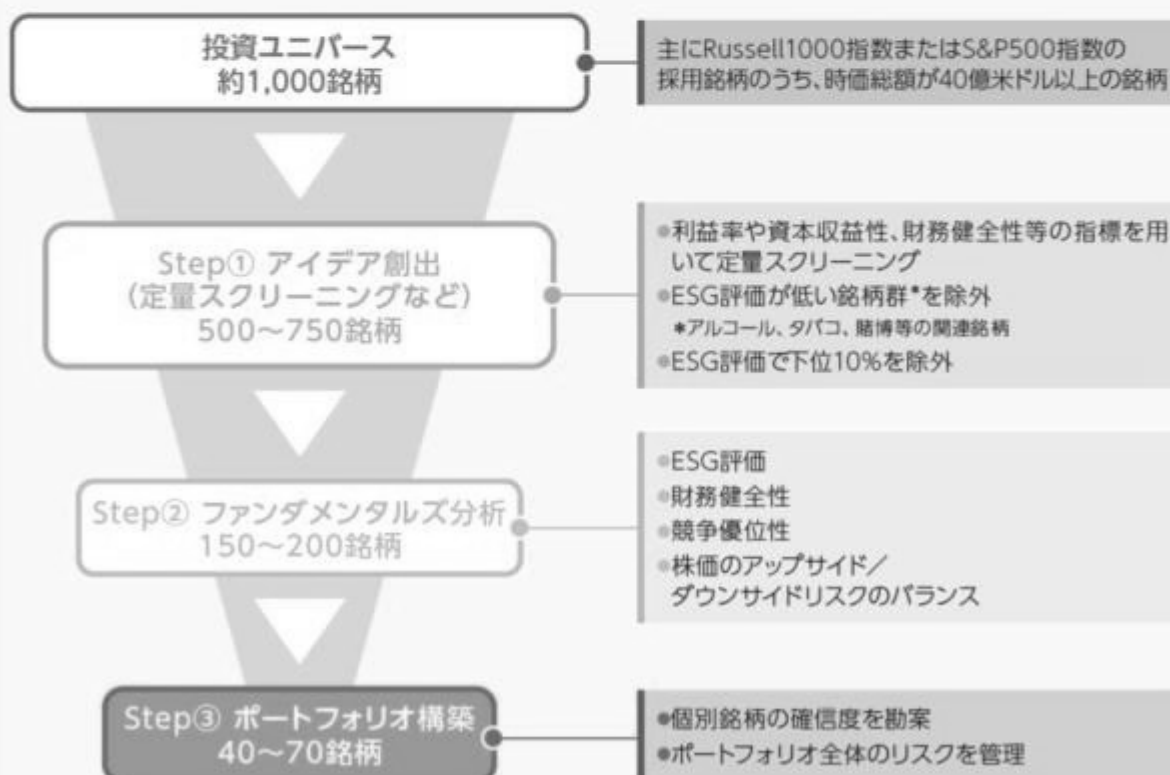 投資ユニバース
約1,000銘柄
主にRussell1000指数またはS&P500指数の
採用銘柄のうち、時価総額が40億米ドル以上の銘柄
Step① アイデア創出
（定量スクリーニングなど）
500～750銘柄
●利益率や資本収益性、財務健全性等の指標を用
いて定量スクリーニング
●ESG評価が低い銘柄群*を除外
*アルコール、タバコ、賭博等の関連銘柄
●ESG評価で下位10%を除外
Step② ファンダメンタルズ分析
150～200銘柄
●ESG評価
●財務健全性
●競争優位性
●株価のアップサイド／
ダウンサイドリスクのバランス
Step③ ポートフォリオ構築
40～70銘柄
●個別銘柄の確信度を勘案
●ポートフォリオ全体のリスクを管理